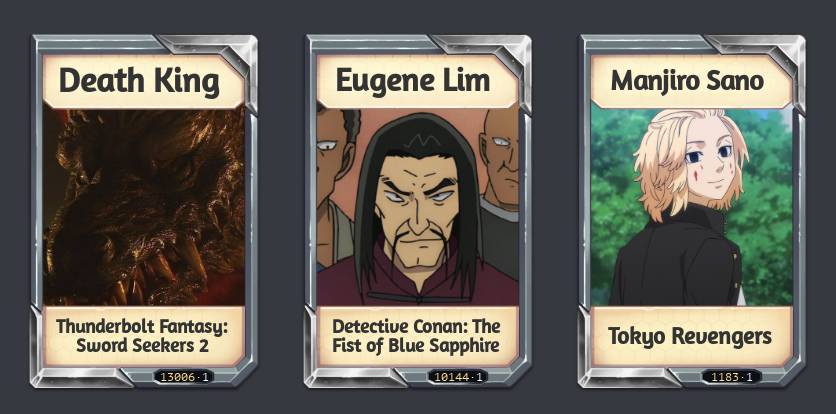 Death King
Thunderbolt Fantasy:
Sword Seekers 2
13006·1
Eugene Lim
Detective Conan: The
Fist of Blue Sapphire
10144·1
Manjiro Sano
Tokyo Revengers
1183·1